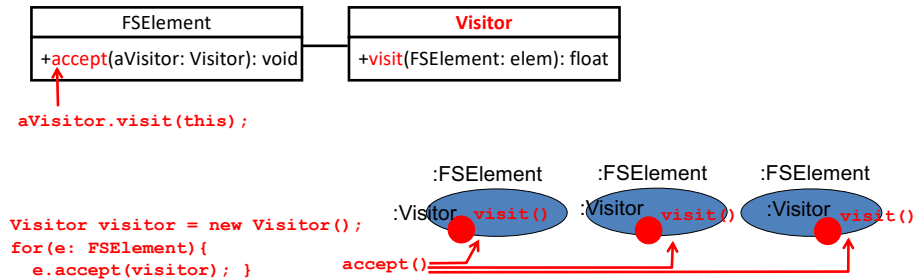 FSElement
Visitor
+accept(aVisitor: Visitor): void
+visit(FSElement: elem): float
aVisitor.visit(this);
:FSElement
:FSElement
:FSElement
:Visitor
visit()
:Visitor
visit()
:Visitor
visit()
Visitor visitor = new Visitor();
for(e: FSElement){
e.accept(visitor); }
accept()